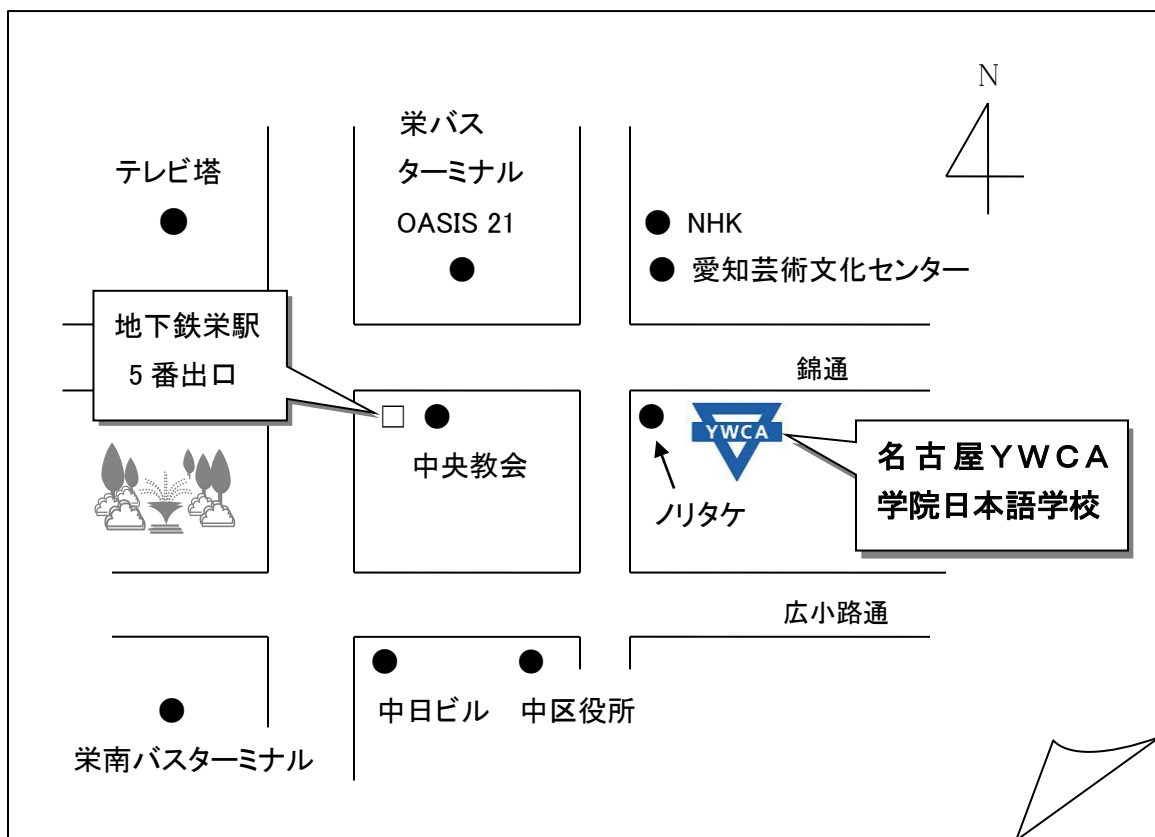 N
栄バス
ターミナル
OASIS 21
テレビ塔
NHK
愛知芸術文化センター
地下鉄栄駅
5 番出口
錦通
YWCA
中央教会
ノリタケ
名古屋YWCA
学院日本語学校
広小路通
中日ビル
中区役所
栄南バスターミナル